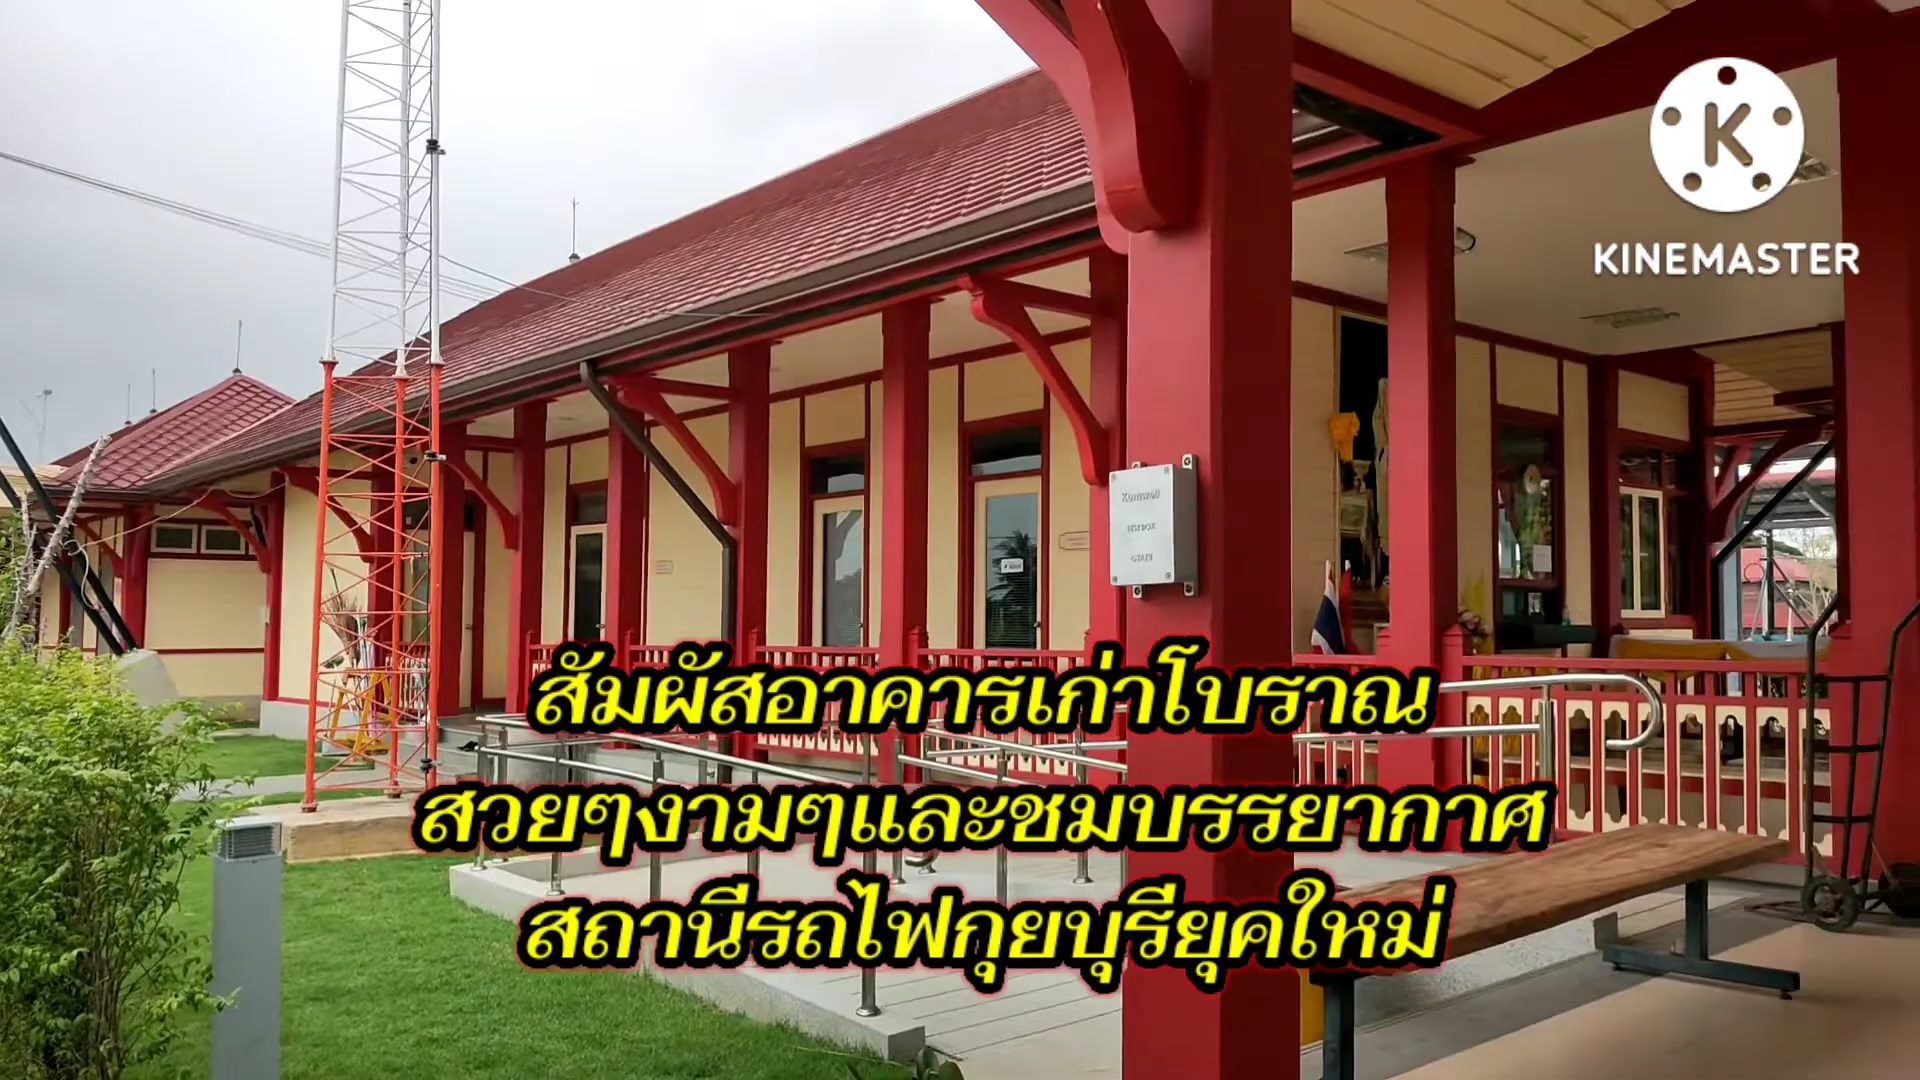 K
KINEMASTER
Kumwell
สัมผัสอาคารเก่าโบราณ
สวยๆงามๆและชมบรรยากาศ
สถานีรถไฟกุยบุรียุคใหม่